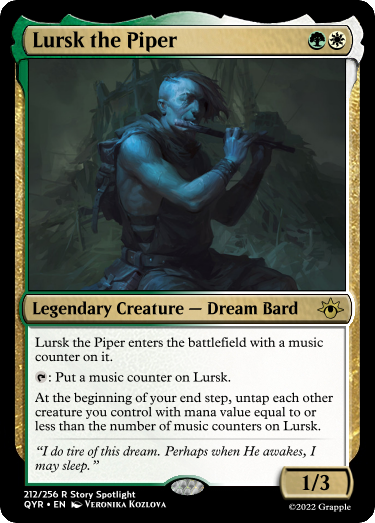 Lursk the Piper
Legendary Creature — Dream Bard
Lursk the Piper enters the battlefield with a music
counter on it.
: Put a music counter on Lursk.
At the beginning of your end step, untap each other
creature you control with mana value equal to or
less than the number of music counters on Lursk.
“I do tire of this dream. Perhaps when He awakes, I
may sleep.”
1/3
212/256 R Story Spotlight
QYR • EN Veronika Kozlova
©2022 Grapple